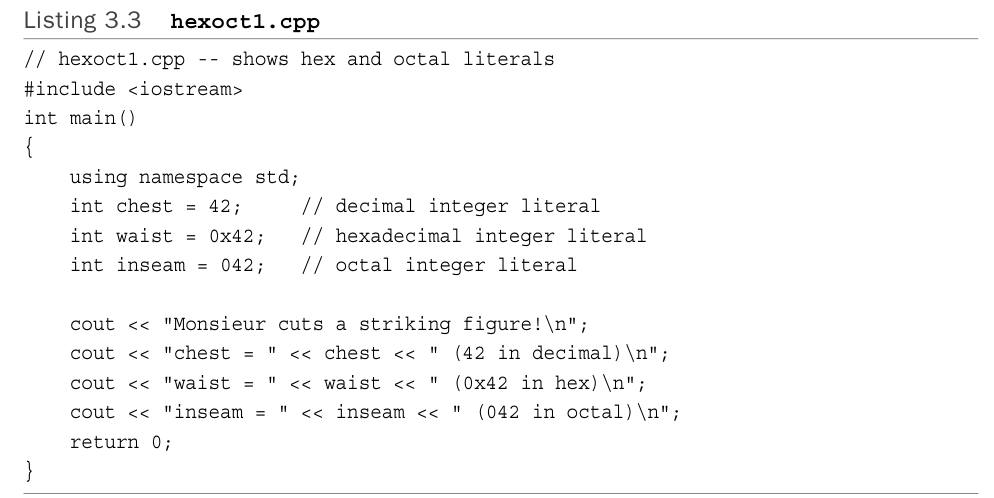 Listing 3.3 hexoct1.cpp
// hexoct1.cpp -- shows hex and octal literals
#include <iostream>
int main()
{
    using namespace std;
    int chest = 42;     // decimal integer literal
    int waist = 0x42;   // hexadecimal integer literal
    int inseam = 042;   // octal integer literal

    cout << "Monsieur cuts a striking figure!\n";
    cout << "chest = " << chest << " (42 in decimal)\n";
    cout << "waist = " << waist << " (0x42 in hex)\n";
    cout << "inseam = " << inseam << " (042 in octal)\n";
    return 0;
}